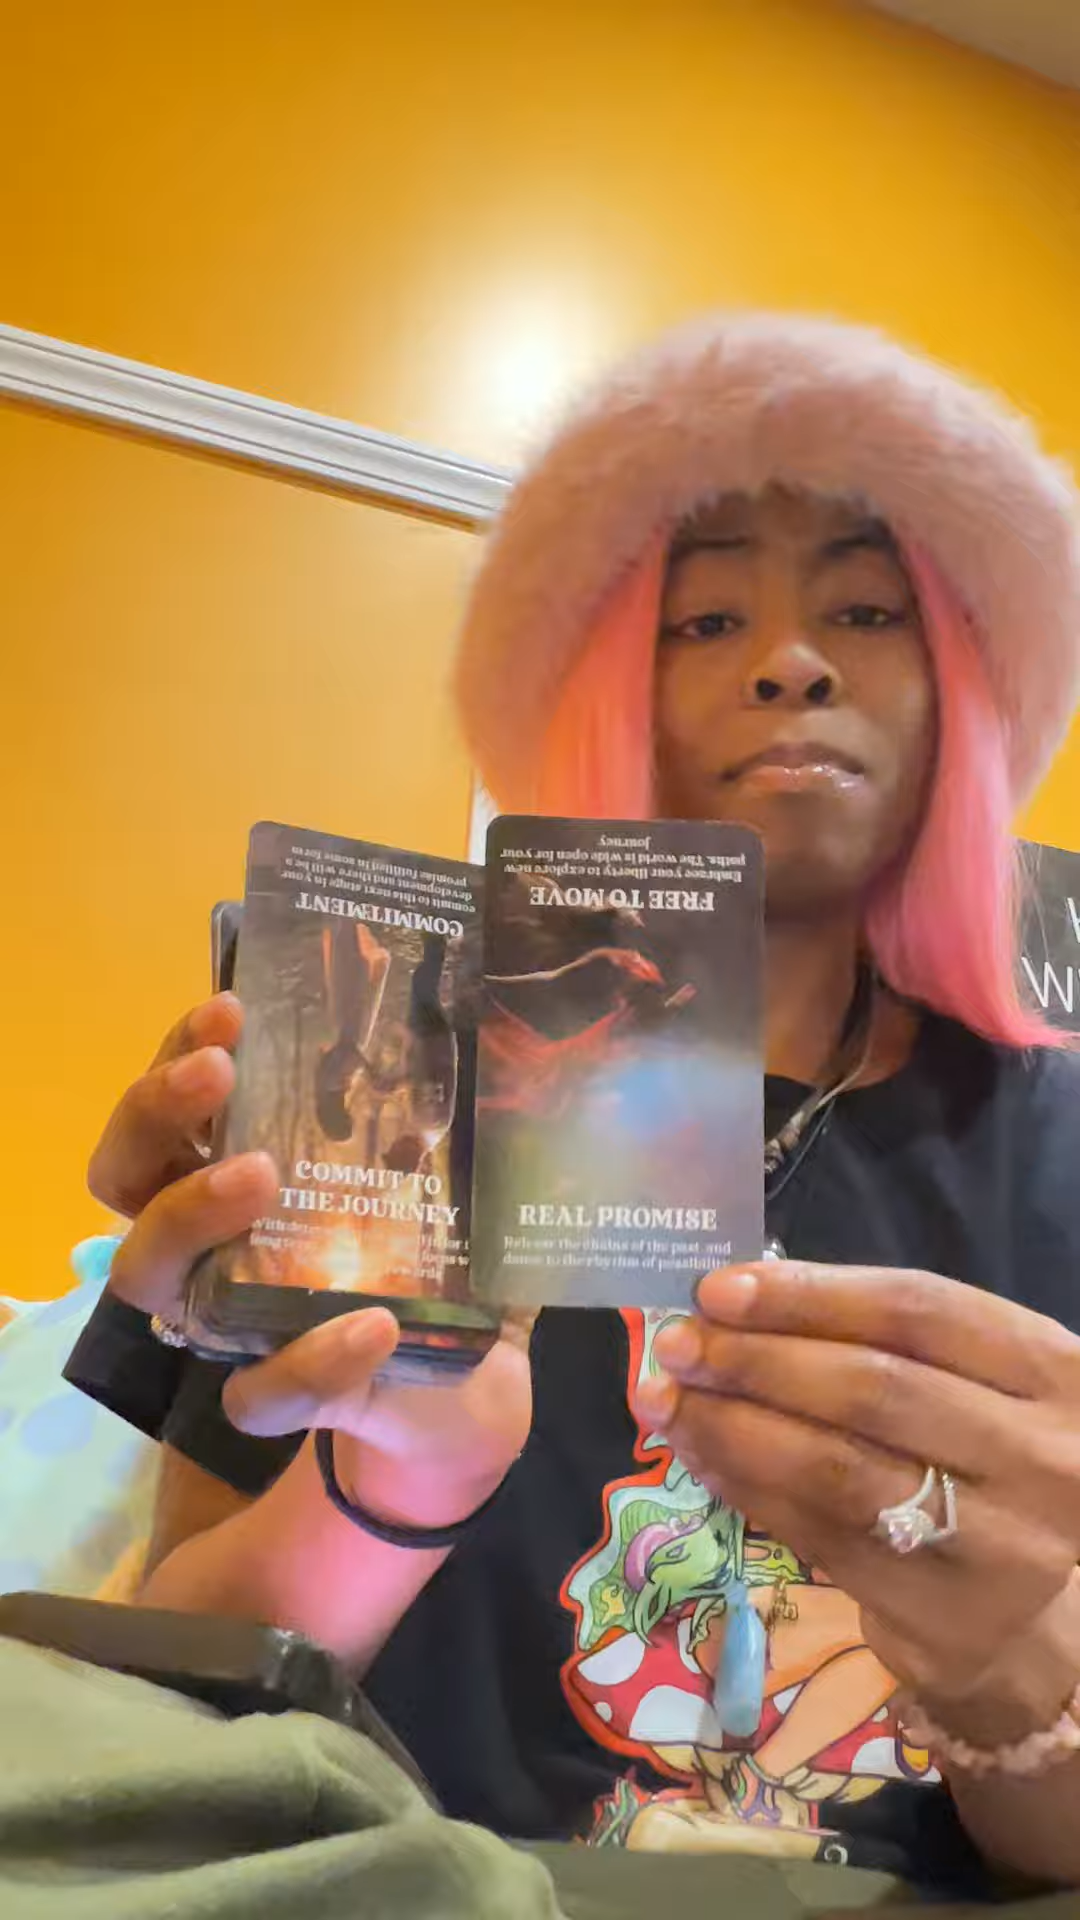 COMMITMENT
commit to this next stage in your
development and there will be a
promise fulfilled in some form
COMMIT TO
THE JOURNEY
FREE TO MOVE
Embrace your liberty to explore new
paths. The world is wide open for your
journey
REAL PROMISE
Release the chains of the past and
dance to the rhythm of possibility
W